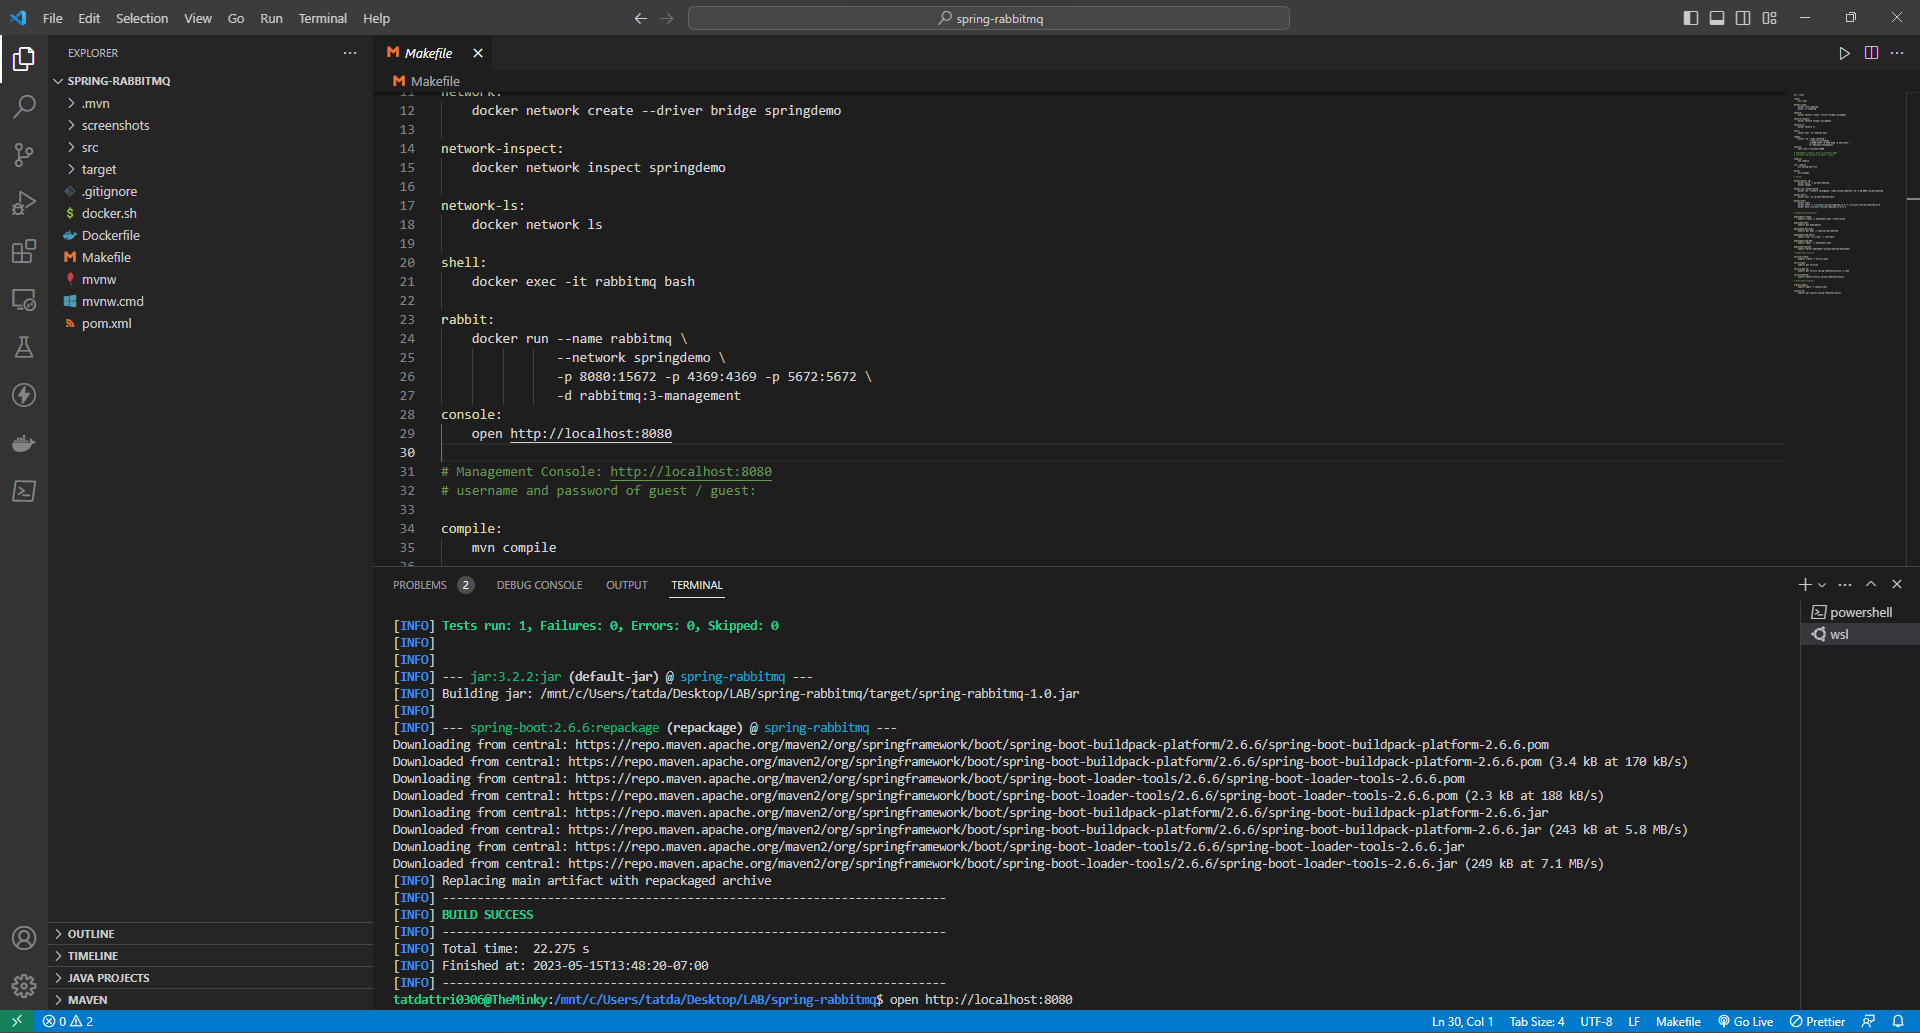 File Edit Selection View Go Run Terminal Help
spring-rabbitmq
EXPLORER
SPRING-RABBITMQ
.mvn
screenshots
src
target
.gitignore
docker.sh
Dockerfile
Makefile
mvnw
mvnw.cmd
pom.xml
OUTLINE
TIMELINE
JAVA PROJECTS
MAVEN
Makefile
Makefile
11 network:
12 docker network create --driver bridge springdemo
13
14 network-inspect:
15 docker network inspect springdemo
16
17 network-ls:
18 docker network ls
19
20 shell:
21 docker exec -it rabbitmq bash
22
23 rabbit:
24 docker run --name rabbitmq \
25 --network springdemo \
26 -p 8080:15672 -p 4369:4369 -p 5672:5672 \
27 -d rabbitmq:3-management
28 console:
29 open http://localhost:8080
30
31 # Management Console: http://localhost:8080
32 # username and password of guest / guest:
33
34 compile:
35 mvn compile
PROBLEMS 2 DEBUG CONSOLE OUTPUT TERMINAL
powershell
wsl
[INFO] Tests run: 1, Failures: 0, Errors: 0, Skipped: 0
[INFO]
[INFO]
[INFO] --- jar:3.2.2:jar (default-jar) @ spring-rabbitmq ---
[INFO] Building jar: /mnt/c/Users/tatda/Desktop/LAB/spring-rabbitmq/target/spring-rabbitmq-1.0.jar
[INFO]
[INFO] --- spring-boot:2.6.6:repackage (repackage) @ spring-rabbitmq ---
Downloading from central: https://repo.maven.apache.org/maven2/org/springframework/boot/spring-boot-buildpack-platform/2.6.6/spring-boot-buildpack-platform-2.6.6.pom
Downloaded from central: https://repo.maven.apache.org/maven2/org/springframework/boot/spring-boot-buildpack-platform/2.6.6/spring-boot-buildpack-platform-2.6.6.pom (3.4 kB at 170 kB/s)
Downloading from central: https://repo.maven.apache.org/maven2/org/springframework/boot/spring-boot-loader-tools/2.6.6/spring-boot-loader-tools-2.6.6.pom
Downloaded from central: https://repo.maven.apache.org/maven2/org/springframework/boot/spring-boot-loader-tools/2.6.6/spring-boot-loader-tools-2.6.6.pom (2.3 kB at 188 kB/s)
Downloading from central: https://repo.maven.apache.org/maven2/org/springframework/boot/spring-boot-buildpack-platform/2.6.6/spring-boot-buildpack-platform-2.6.6.jar
Downloaded from central: https://repo.maven.apache.org/maven2/org/springframework/boot/spring-boot-buildpack-platform/2.6.6/spring-boot-buildpack-platform-2.6.6.jar (243 kB at 5.8 MB/s)
Downloading from central: https://repo.maven.apache.org/maven2/org/springframework/boot/spring-boot-loader-tools/2.6.6/spring-boot-loader-tools-2.6.6.jar
Downloaded from central: https://repo.maven.apache.org/maven2/org/springframework/boot/spring-boot-loader-tools/2.6.6/spring-boot-loader-tools-2.6.6.jar (249 kB at 7.1 MB/s)
[INFO] Replacing main artifact with repackaged archive
[INFO] ------------------------------------------------------------------------
[INFO] BUILD SUCCESS
[INFO] ------------------------------------------------------------------------
[INFO] Total time:  22.275 s
[INFO] Finished at: 2023-05-15T13:48:20-07:00
[INFO] ------------------------------------------------------------------------
tatdattri0306@TheMinky:/mnt/c/Users/tatda/Desktop/LAB/spring-rabbitmq$ open http://localhost:8080
0 2 Ln 30, Col 1 Tab Size: 4 UTF-8 LF Makefile Go Live Prettier